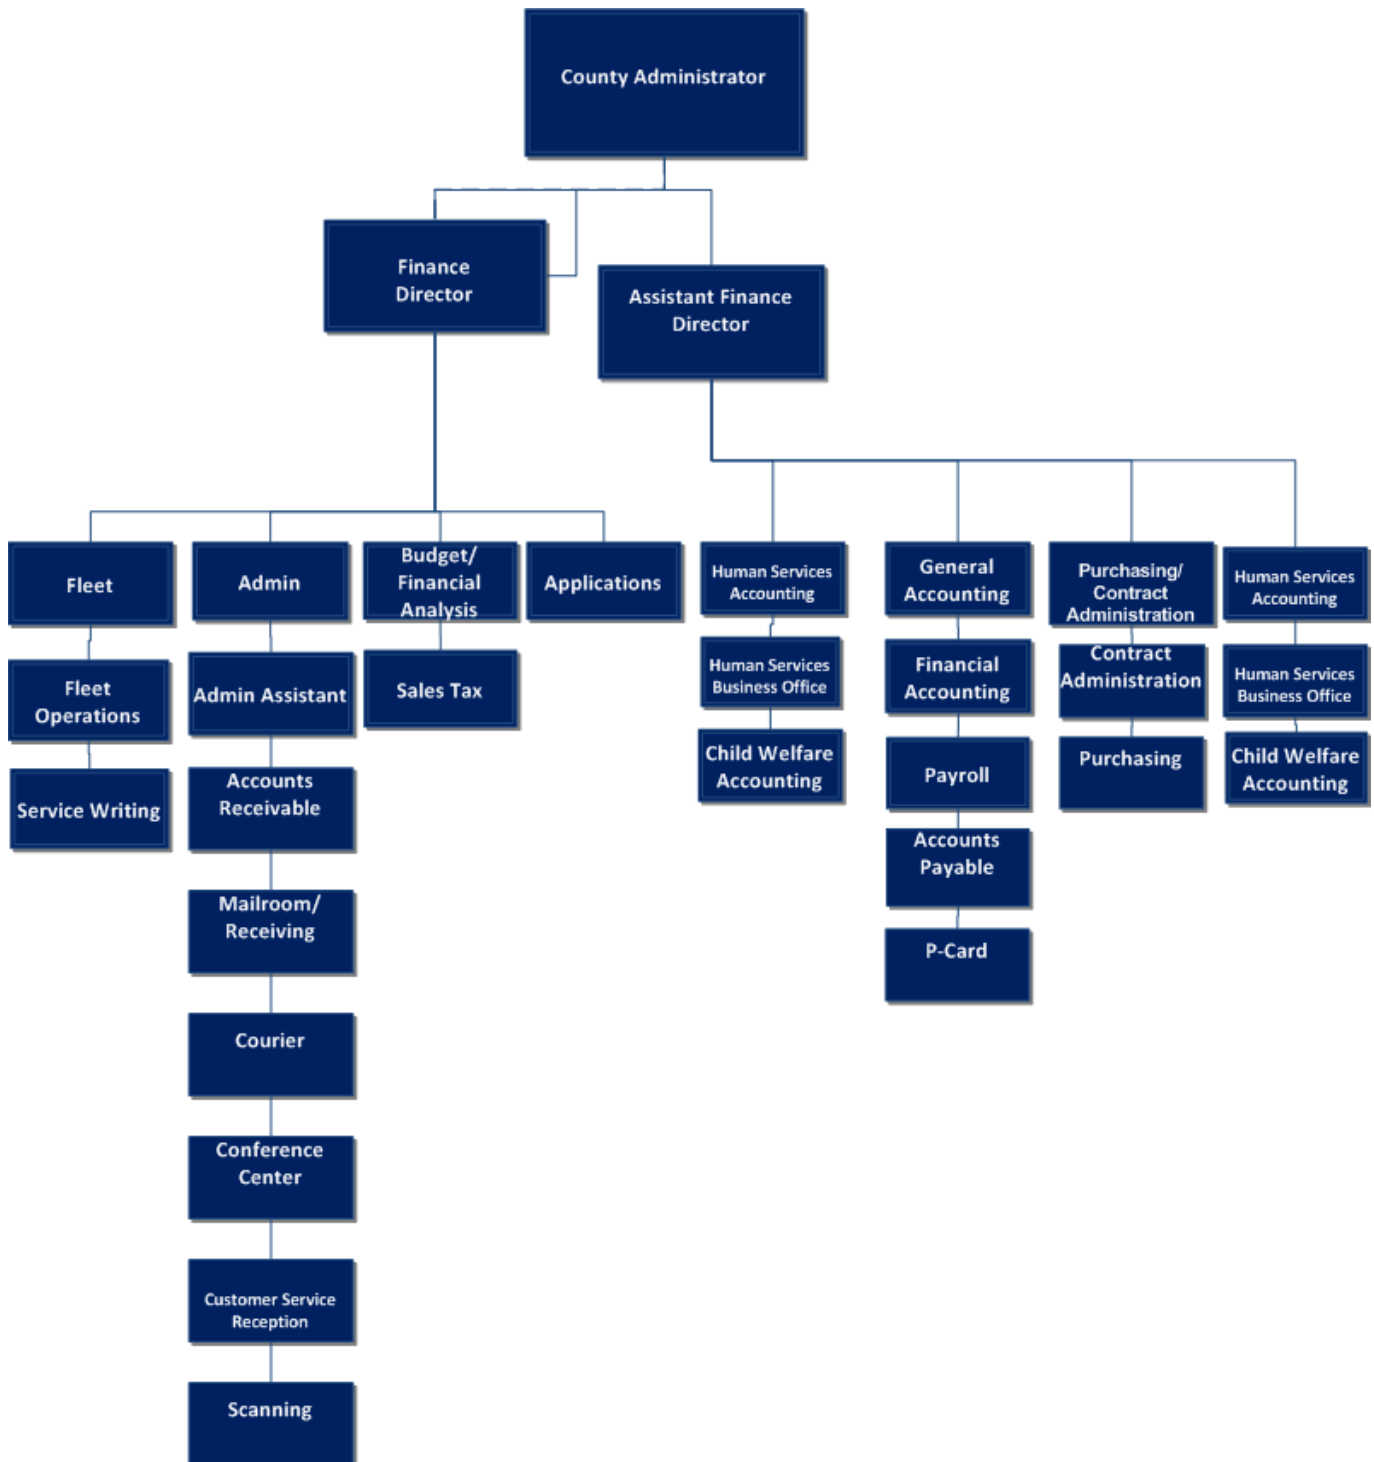 County Administrator
Finance
Director
Assistant Finance
Director
Fleet
Fleet
Operations
Service Writing
Admin
Admin Assistant
Accounts
Receivable
Mailroom/
Receiving
Courier
Conference
Center
Customer Service
Reception
Scanning
Budget/
Financial
Analysis
Sales Tax
Applications
Human Services
Accounting
Human Services
Business Office
Child Welfare
Accounting
General
Accounting
Financial
Accounting
Payroll
Accounts
Payable
P-Card
Purchasing/
Contract
Administration
Contract
Administration
Purchasing
Human Services
Accounting
Human Services
Business Office
Child Welfare
Accounting